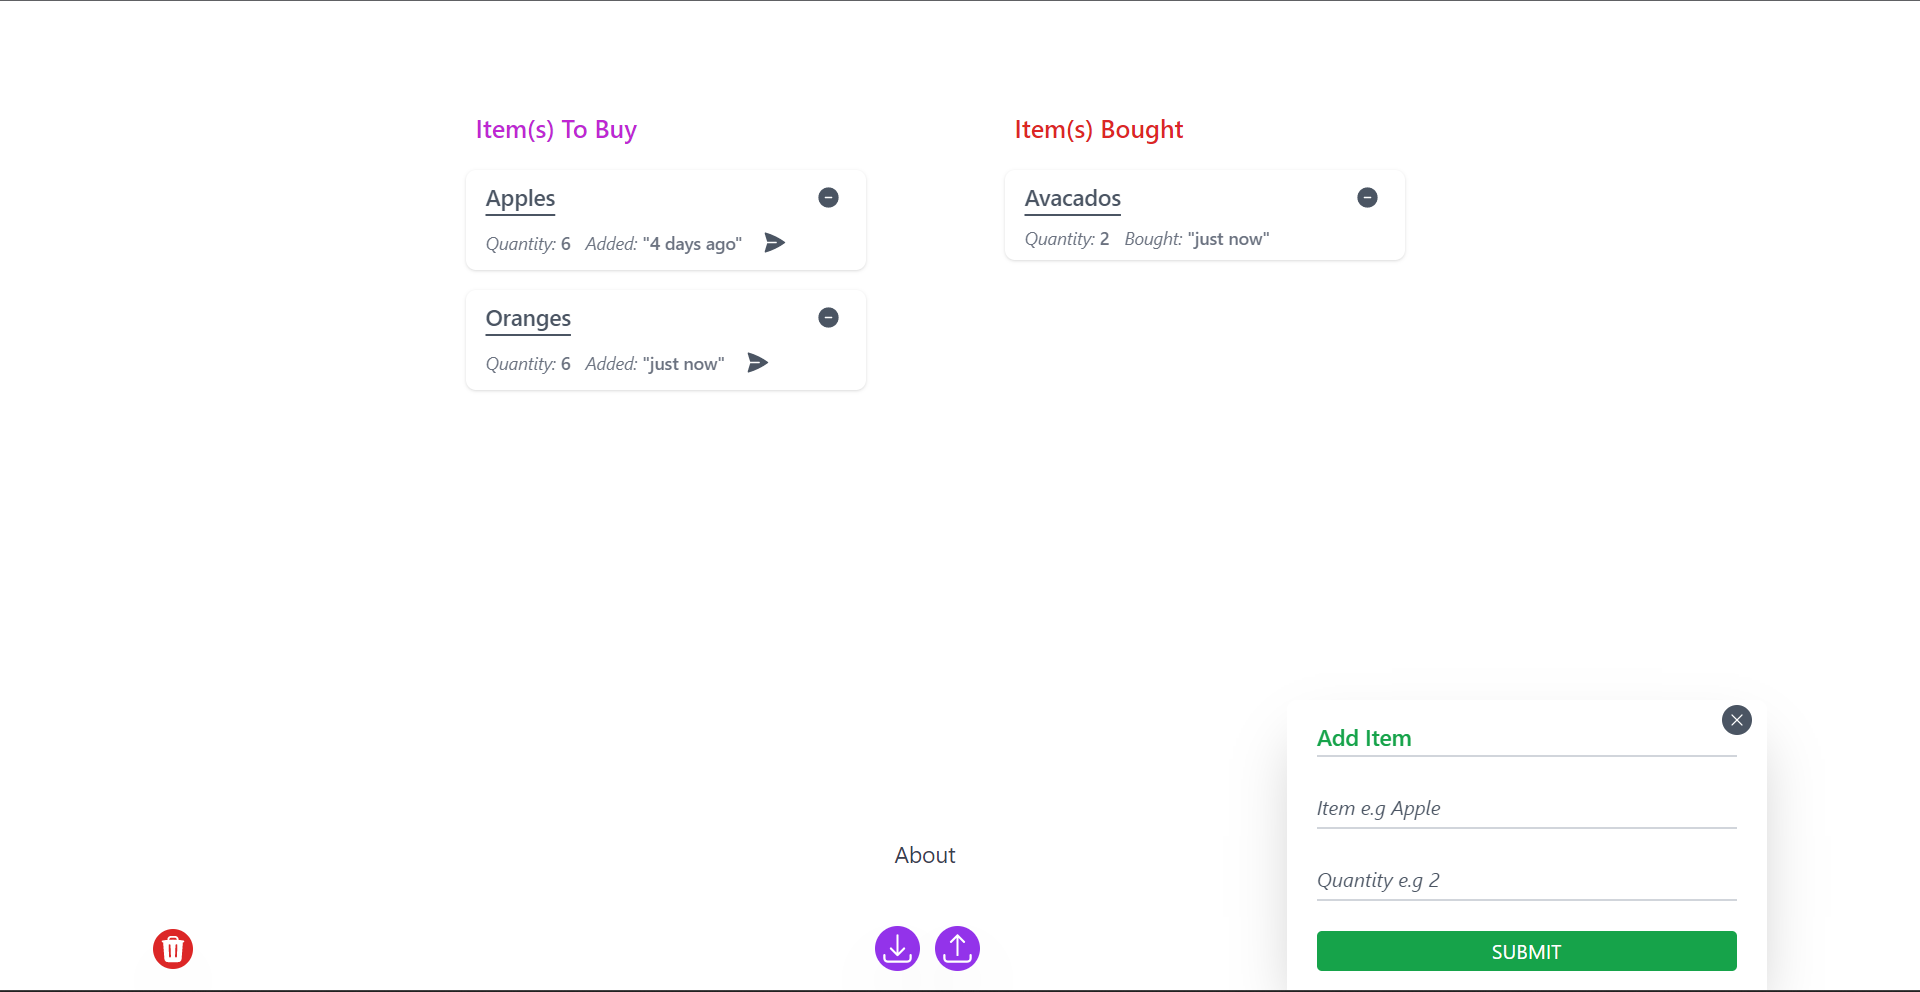 Item(s) To Buy
Apples
Quantity: 6 Added: "4 days ago"
Oranges
Quantity: 6 Added: "just now"
Item(s) Bought
Avacados
Quantity: 2 Bought: "just now"
Add Item
Item e.g Apple
Quantity e.g 2
SUBMIT
About